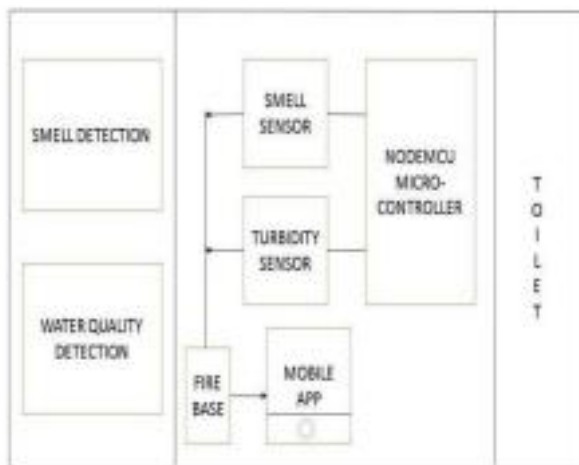 SMELL DETECTION
WATER QUALITY
DETECTION
SMELL
SENSOR
TURBIDITY
SENSOR
NODEMCU
MICRO-
CONTROLLER
FIRE
BASE
MOBILE
APP
T
O
I
L
E
T